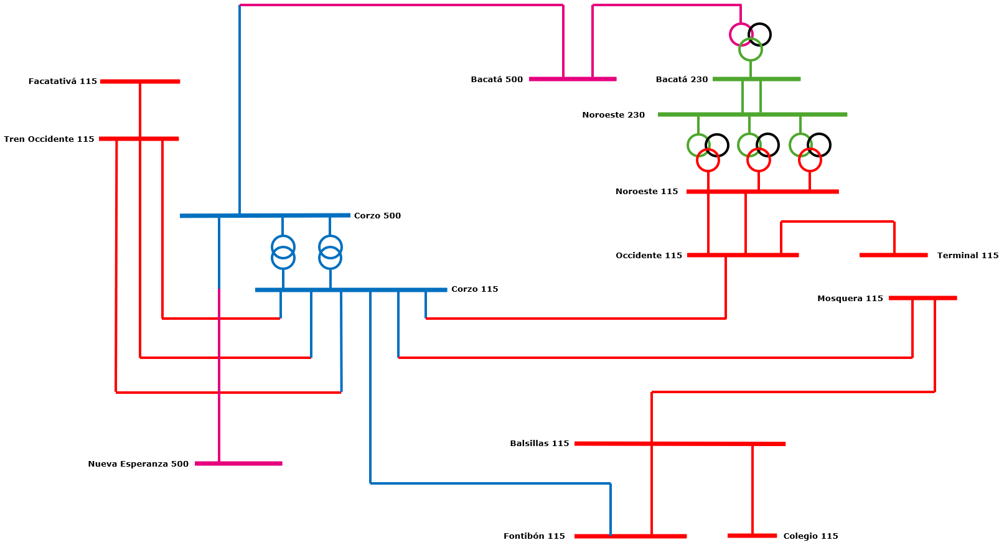 Bacatá 500
Bacatá 230
Facatativá 115
Noroeste 230
Tren Occidente 115
Noroeste 115
Corzo 500
Occidente 115
Terminal 115
Corzo 115
Mosquera 115
Balsillas 115
Nueva Esperanza 500
Fontibón 115
Colegio 115